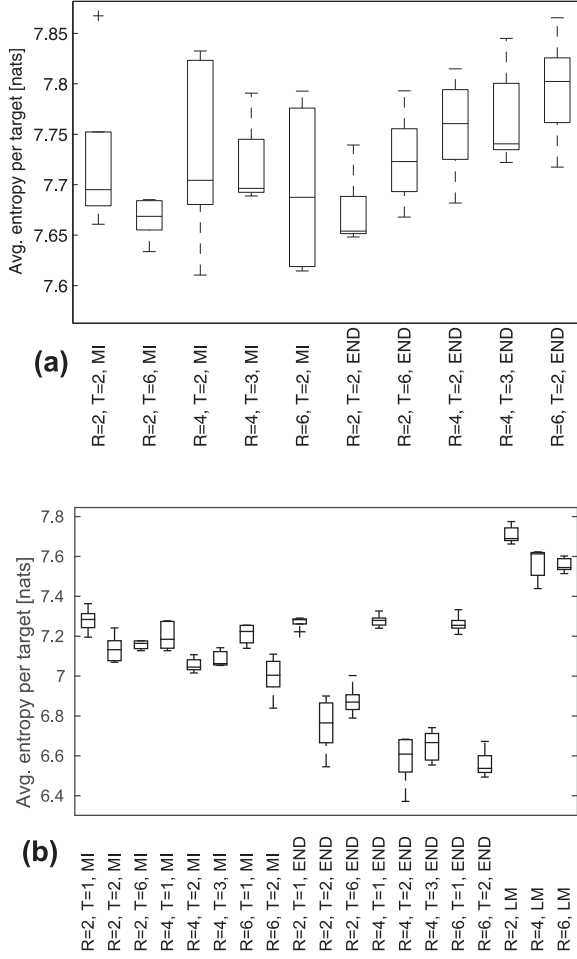 Avg. entropy per target [nats]
7.85
7.8
7.75
7.7
7.65
7.6
R=2, T=2, MI
R=2, T=6, MI
R=4, T=2, MI
R=4, T=3, MI
R=6, T=2, MI
R=2, T=2, END
R=2, T=6, END
R=4, T=2, END
R=4, T=3, END
R=6, T=2, END
(a)
Avg. entropy per target [nats]
7.8
7.6
7.4
7.2
7
6.8
6.6
6.4
R=2, T=1, MI
R=2, T=2, MI
R=2, T=6, MI
R=4, T=1, MI
R=4, T=2, MI
R=4, T=3, MI
R=6, T=1, MI
R=6, T=2, MI
R=2, T=1, END
R=2, T=2, END
R=2, T=6, END
R=4, T=1, END
R=4, T=2, END
R=4, T=3, END
R=6, T=1, END
R=6, T=2, END
R=2, LM
R=4, LM
R=6, LM
(b)